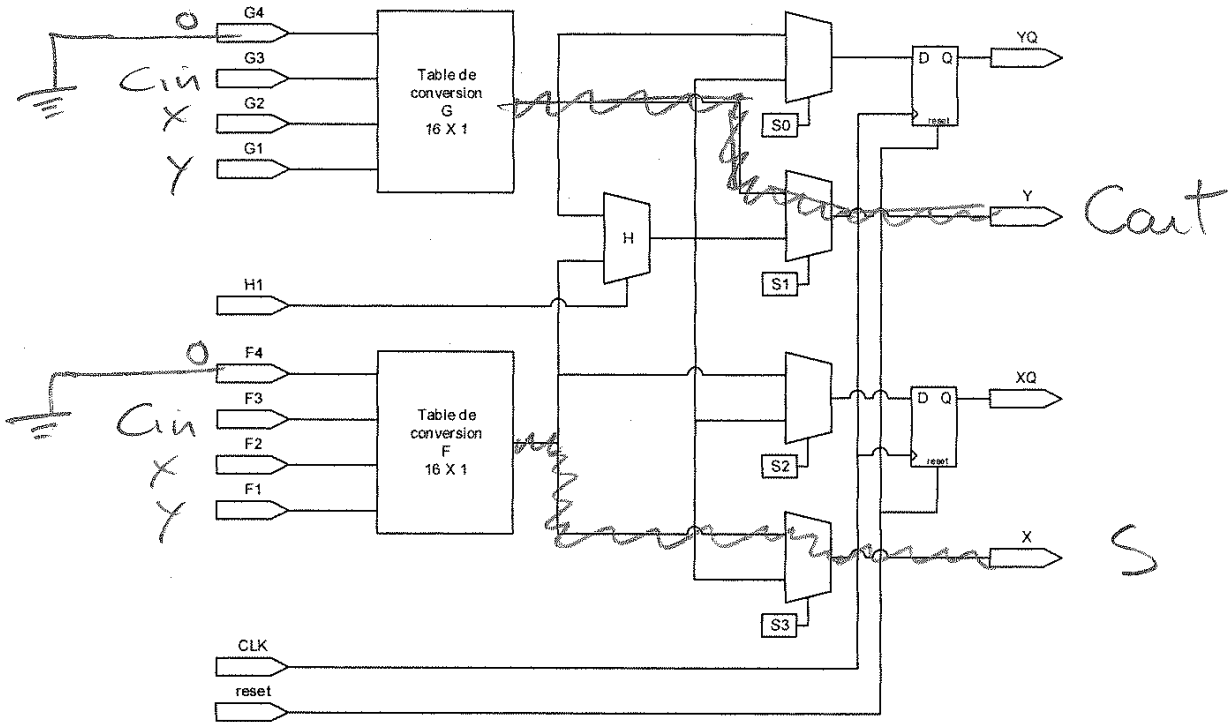 0 G4
Cin G3
X G2
Y G1
Table de
conversion
G
16 X 1
S0
D Q
reset
YQ
H
S1
Y Cout
H1
0 F4
Cin F3
X F2
Y F1
Table de
conversion
F
16 X 1
S2
D Q
reset
XQ
S3
X S
CLK
reset